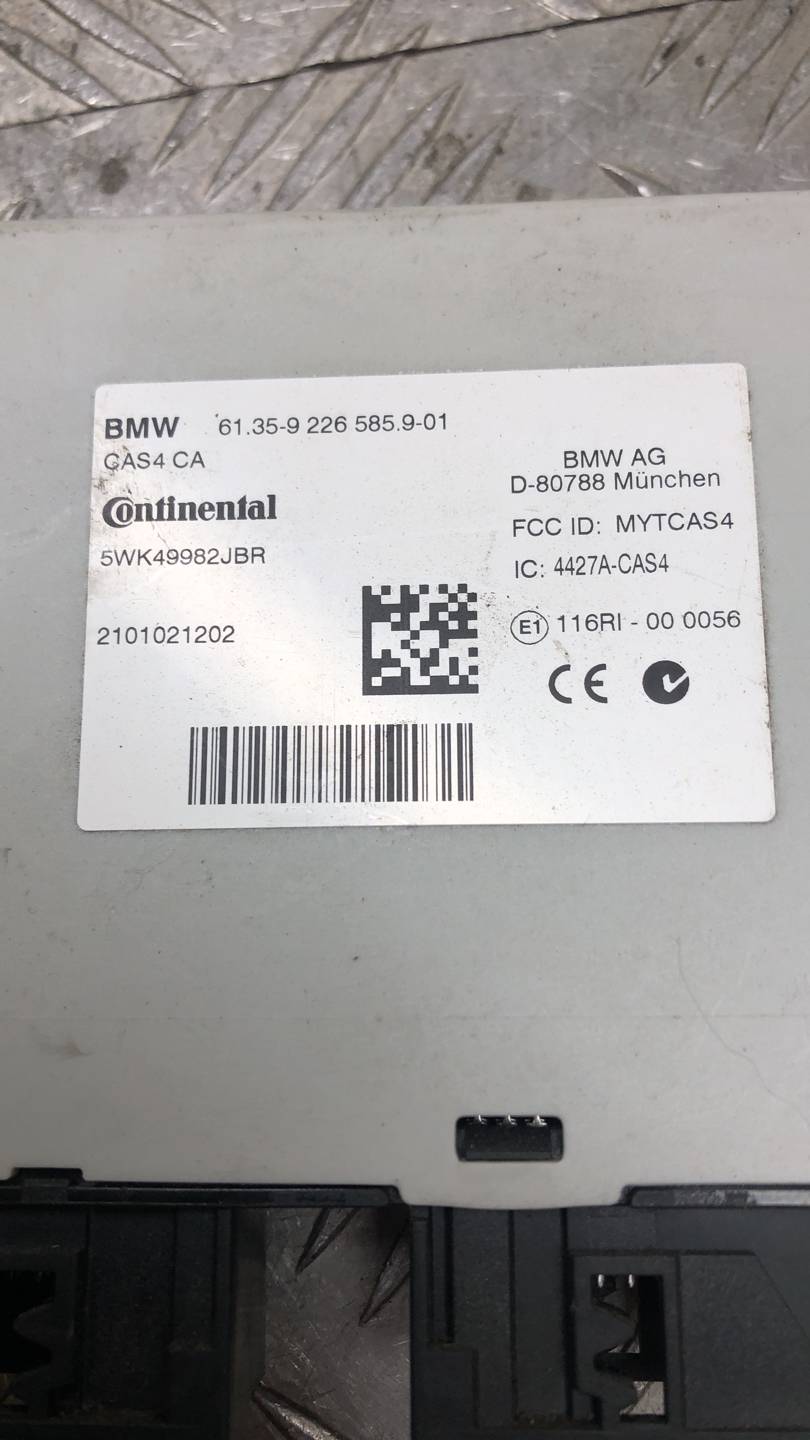 BMW 61.35-9 226 585.9-01
CAS4 CA
Continental
5WK49982JBR
2101021202
BMW AG
D-80788 München
FCC ID: MYTCAS4
IC: 4427A-CAS4
E1 116RI - 00 0056
CE